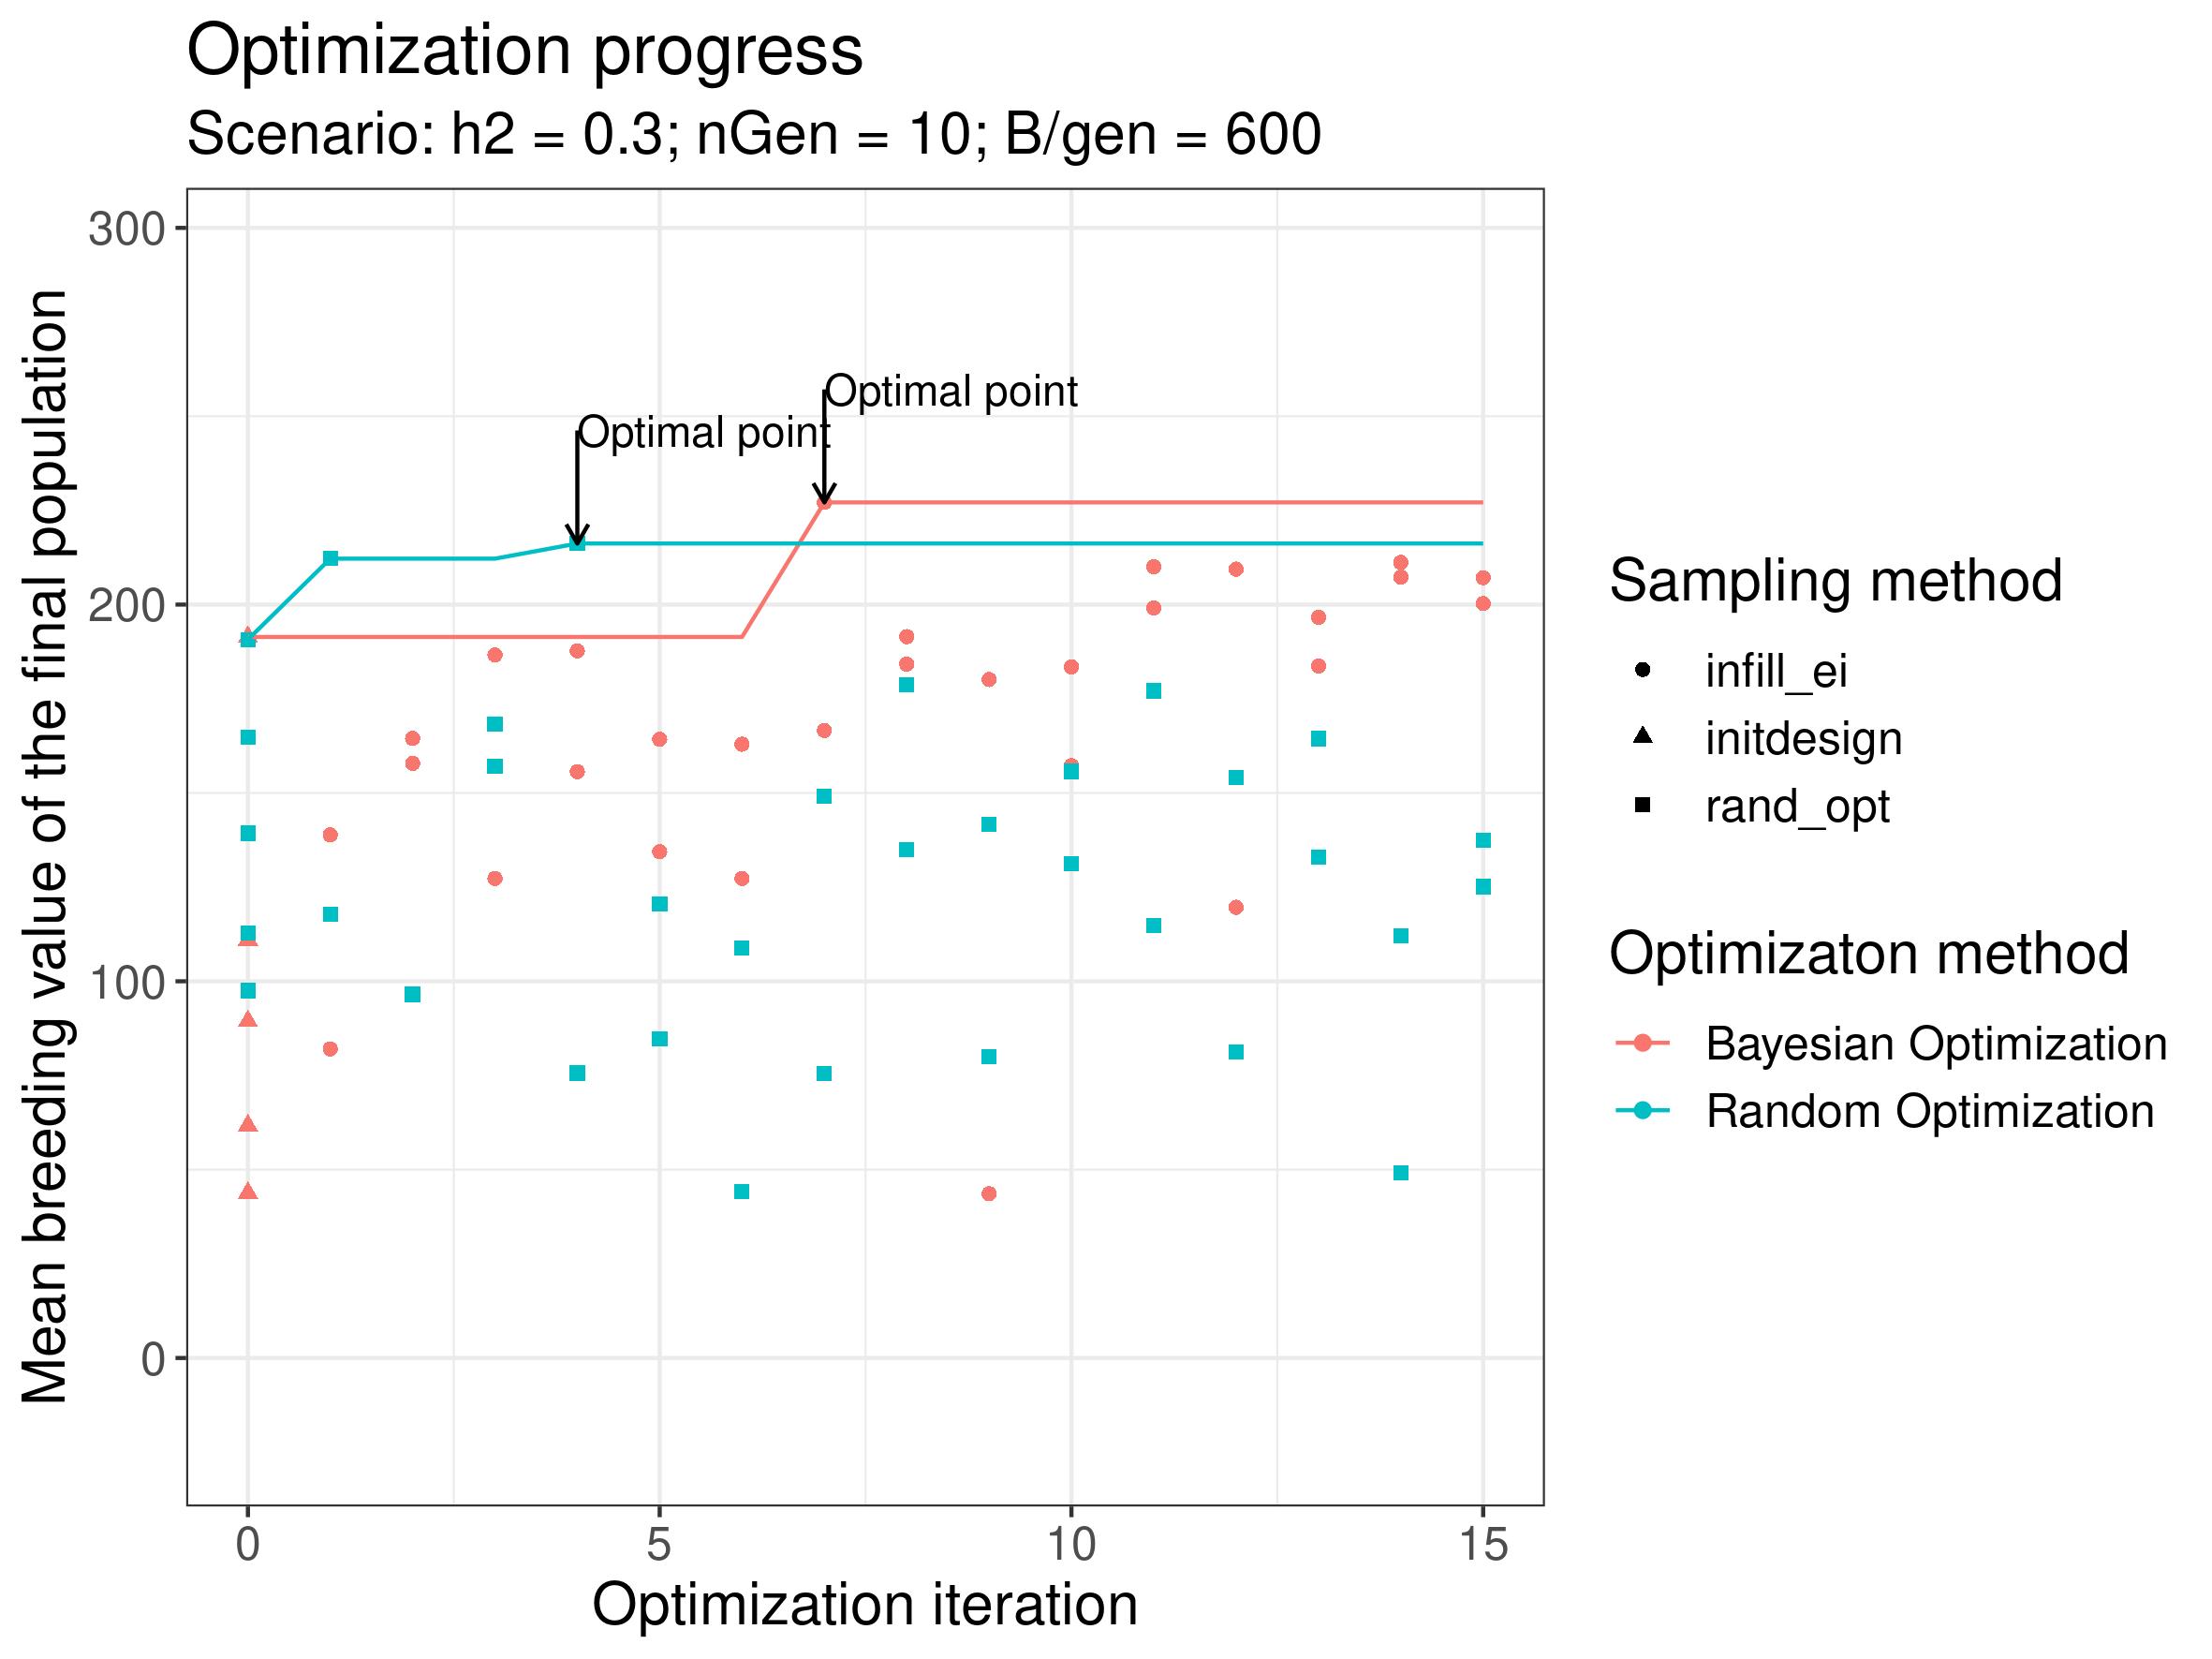 Optimization progress
Scenario: h2 = 0.3; nGen = 10; B/gen = 600
Mean breeding value of the final population
300
200
100
0
Optimal point
Optimal point
0
5
10
15
Optimization iteration
Sampling method
infill_ei
initdesign
rand_opt
Optimizaton method
Bayesian Optimization
Random Optimization